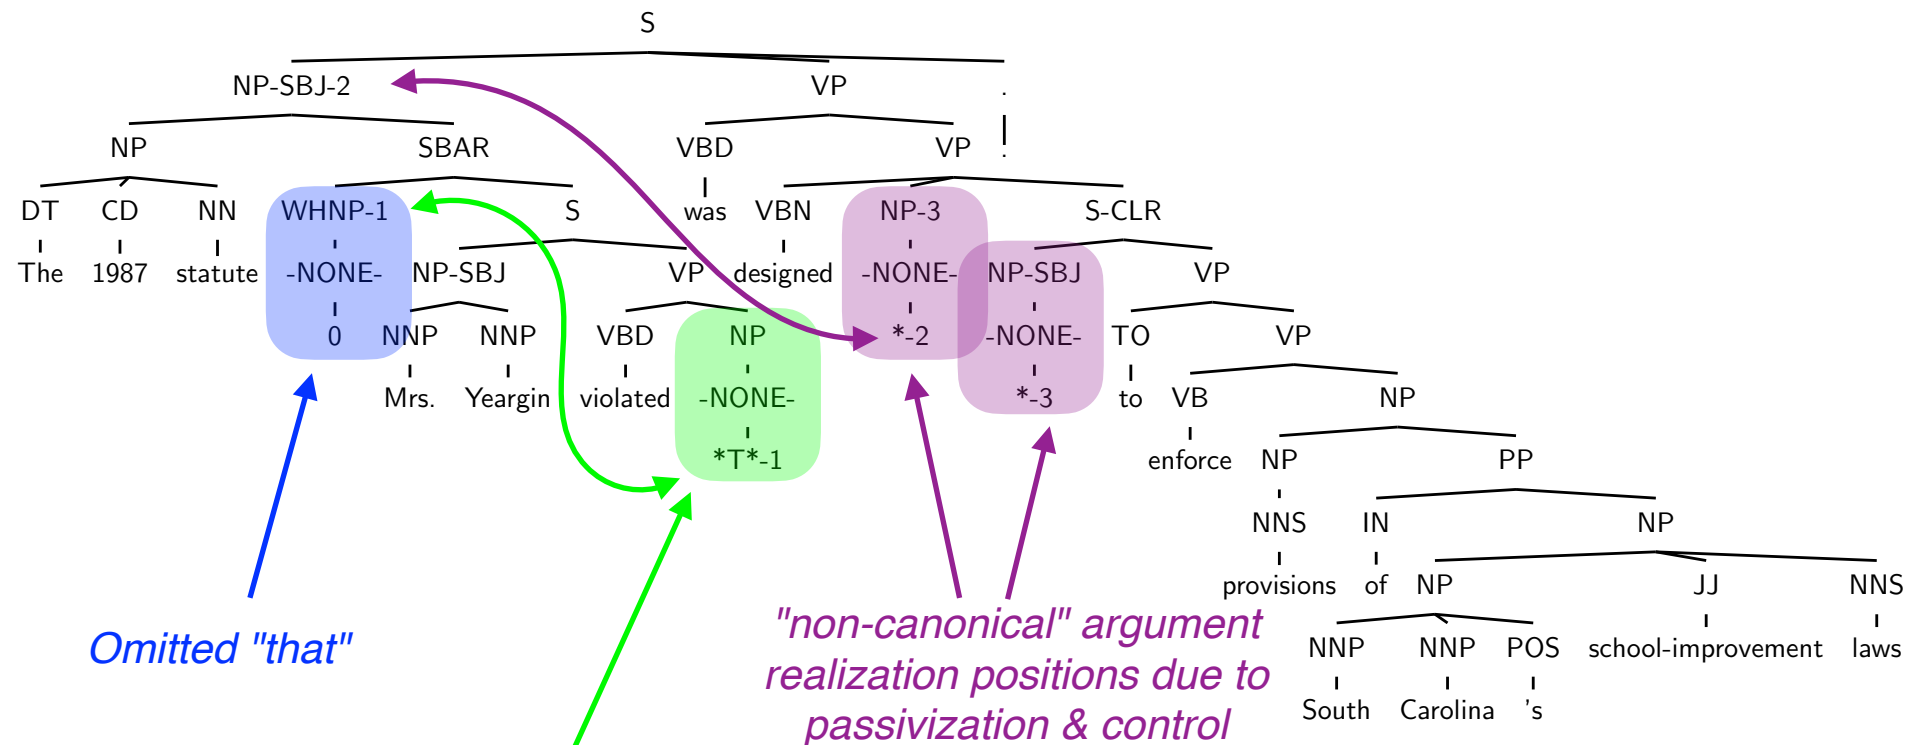 S
NP-SBJ-2 VP .
NP SBAR VBD VP .
DT CD NN WHNP-1 S was VBN NP-3 S-CLR
The 1987 statute -NONE- NP-SBJ VP designed -NONE- NP-SBJ VP
0 NNP NNP VBD NP *-2 -NONE- TO VP
Mrs. Yeargin violated -NONE- *-3 to VB NP
*T*-1 enforce NP PP
NNS IN NP
provisions of NP JJ NNS
"non-canonical" argument
Omitted "that" NNP NNP POS school-improvement laws
realization positions due to
South Carolina 's
passivization & control